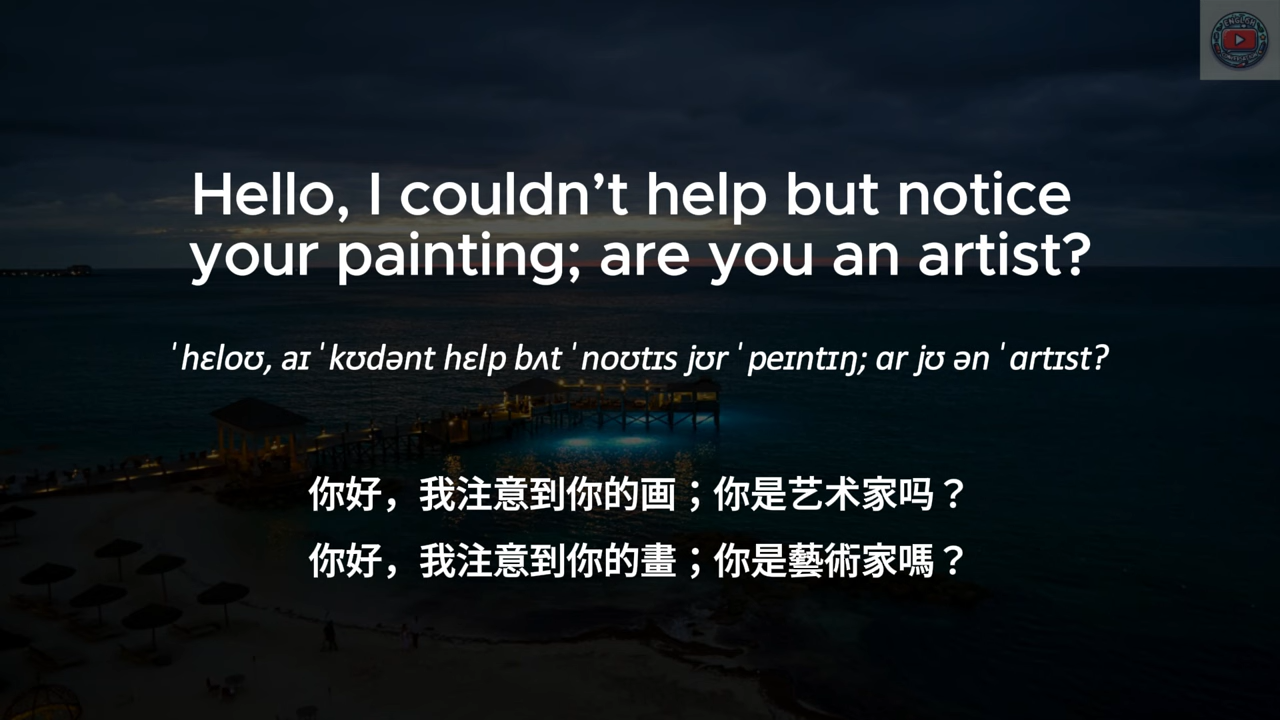 Hello, I couldn’t help but notice
your painting; are you an artist?
ˈhɛloʊ, aɪ ˈkʊdənt hɛlp bʌt ˈnoʊtɪs jʊr ˈpeɪntɪŋ; ɑr jʊ ən ˈɑrtɪst?
你好，我注意到你的画；你是艺术家吗？
你好，我注意到你的畫；你是藝術家嗎？
ENGLISH